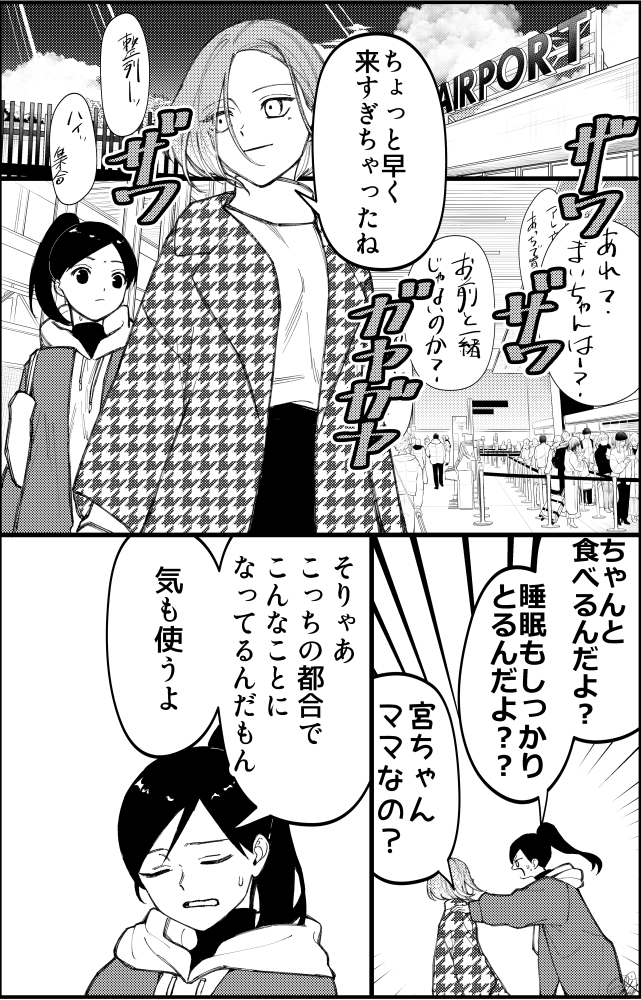 AIRPORT
ちょっと早く
来すぎちゃったね
ザワ
あれ?
まいちゃんはー?
ザワ
お前と一緒
じゃないのか?
ガヤガヤ
整列ーッ
ハイッ
集合
ザワ
ちゃんと
食べるんだよ?
睡眠もしっかり
とるんだよ??
宮ちゃん
ママなの?
そりゃあ
こっちの都合で
こんなことに
なってるんだもん
気も使うよ